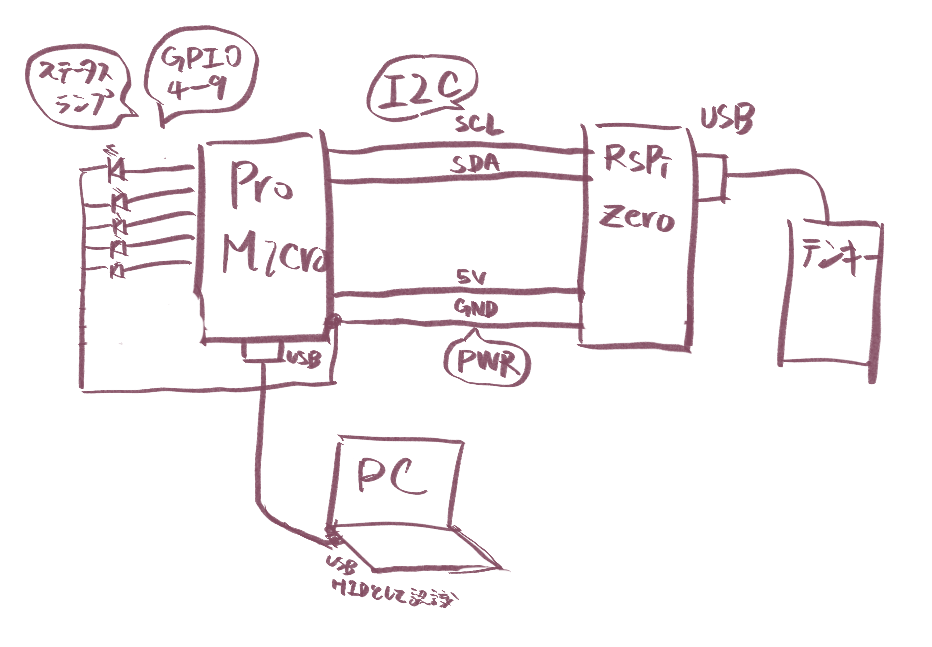 ステータス
ランプ
GPIO
4-9
I2C
SCL
SDA
5V
GND
PWR
Pro
Micro
USB
RsPi
Zero
USB
テンキー
PC
USB
HIDとして認識